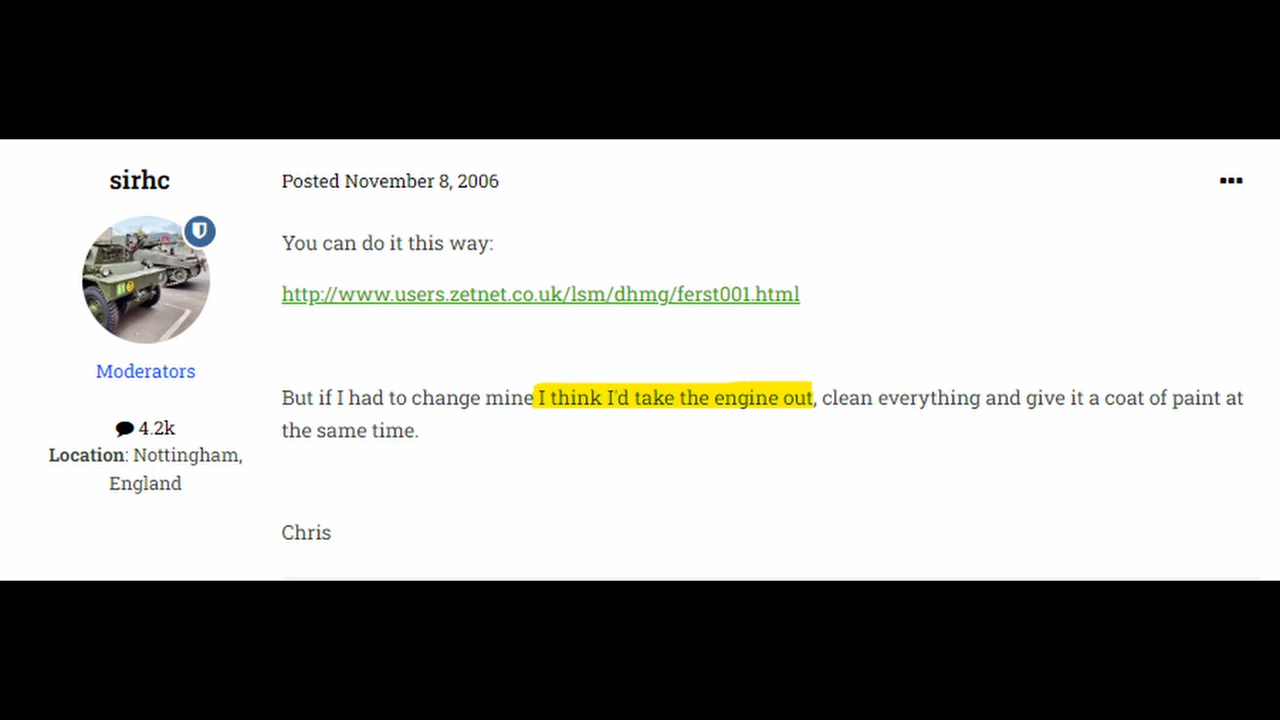 sirhc
Posted November 8, 2006
You can do it this way:
http://www.users.zetnet.co.uk/lsm/dhmg/ferst001.html
Moderators
But if I had to change mine I think I'd take the engine out, clean everything and give it a coat of paint at
the same time.
4.2k
Location: Nottingham,
England
Chris